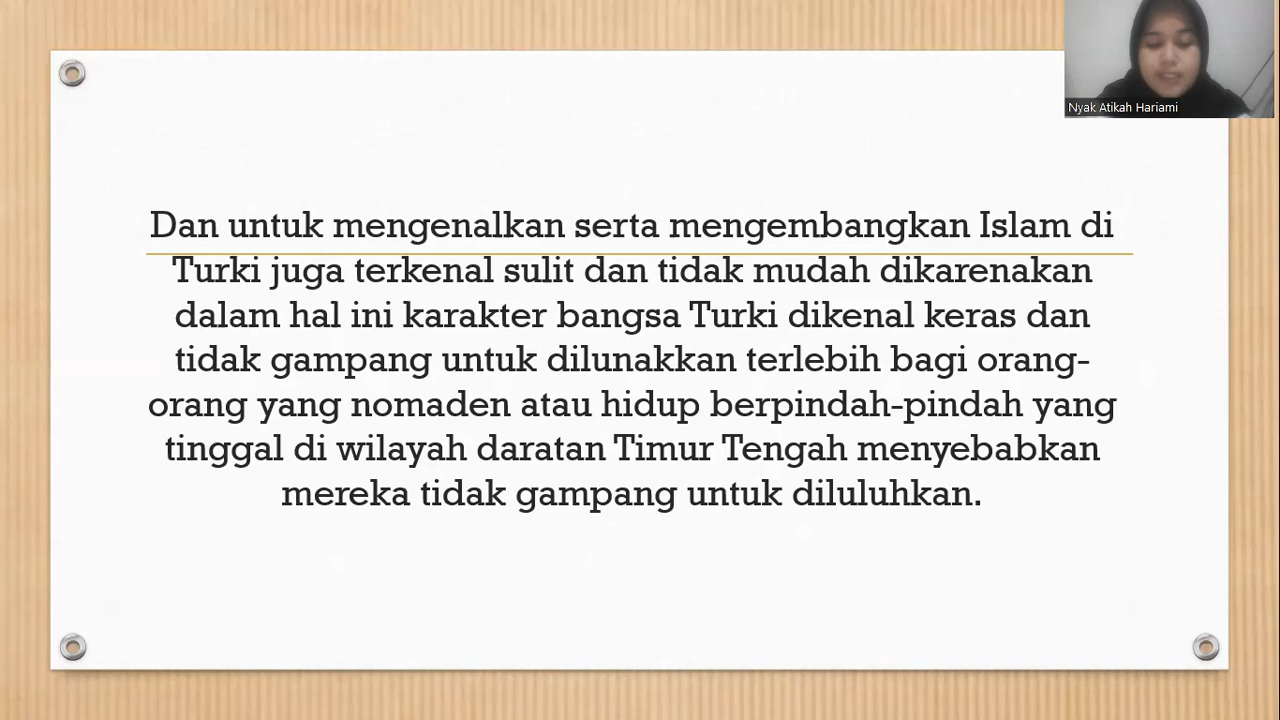 Nyak Atikah Hariami
Dan untuk mengenalkan serta mengembangkan Islam di
Turki juga terkenal sulit dan tidak mudah dikarenakan
dalam hal ini karakter bangsa Turki dikenal keras dan
tidak gampang untuk dilunakkan terlebih bagi orang-
orang yang nomaden atau hidup berpindah-pindah yang
tinggal di wilayah daratan Timur Tengah menyebabkan
mereka tidak gampang untuk diluluhkan.